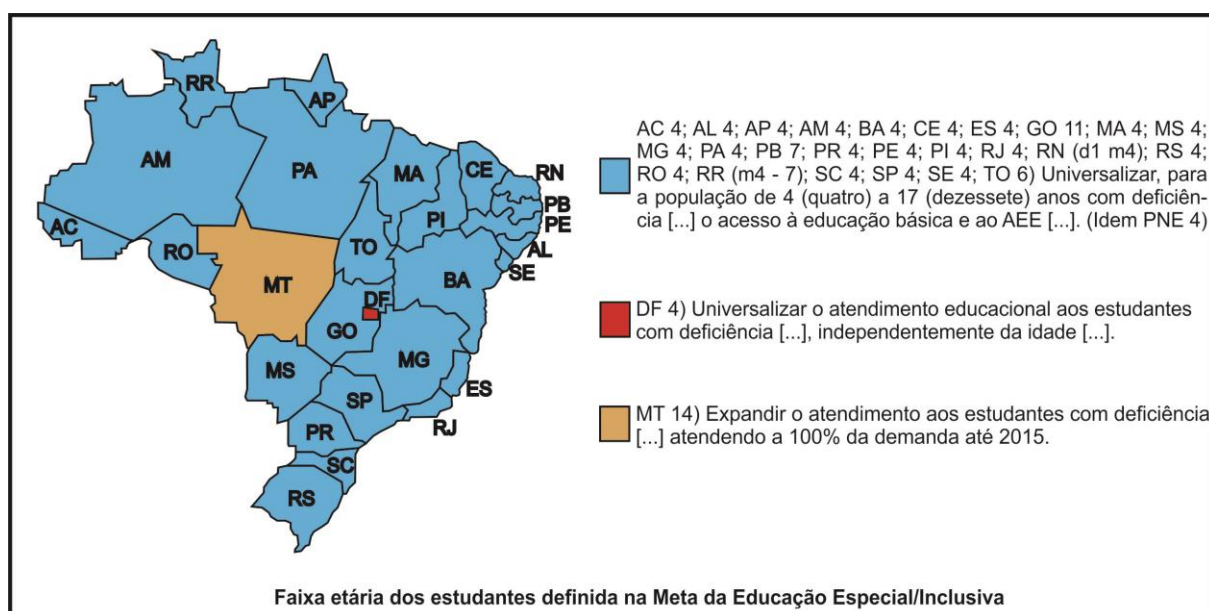 RR
AP
AM
PA
MA
CE
RN
PB
PE
PI
AC
RO
TO
AL
SE
BA
MT
DF
GO
MG
MS
ES
SP
RJ
PR
SC
RS
AC 4; AL 4; AP 4; AM 4; BA 4; CE 4; ES 4; GO 11; MA 4; MS 4;
MG 4; PA 4; PB 7; PR 4; PE 4; PI 4; RJ 4; RN (d1 m4); RS 4;
RO 4; RR (m4 - 7); SC 4; SP 4; SE 4; TO 6) Universalizar, para
a população de 4 (quatro) a 17 (dezessete) anos com deficiên-
cia [...] o acesso à educação básica e ao AEE [...]. (Idem PNE 4)
DF 4) Universalizar o atendimento educacional aos estudantes
com deficiência [...], independentemente da idade [...].
MT 14) Expandir o atendimento aos estudantes com deficiência
[...] atendendo a 100% da demanda até 2015.
Faixa etária dos estudantes definida na Meta da Educação Especial/Inclusiva